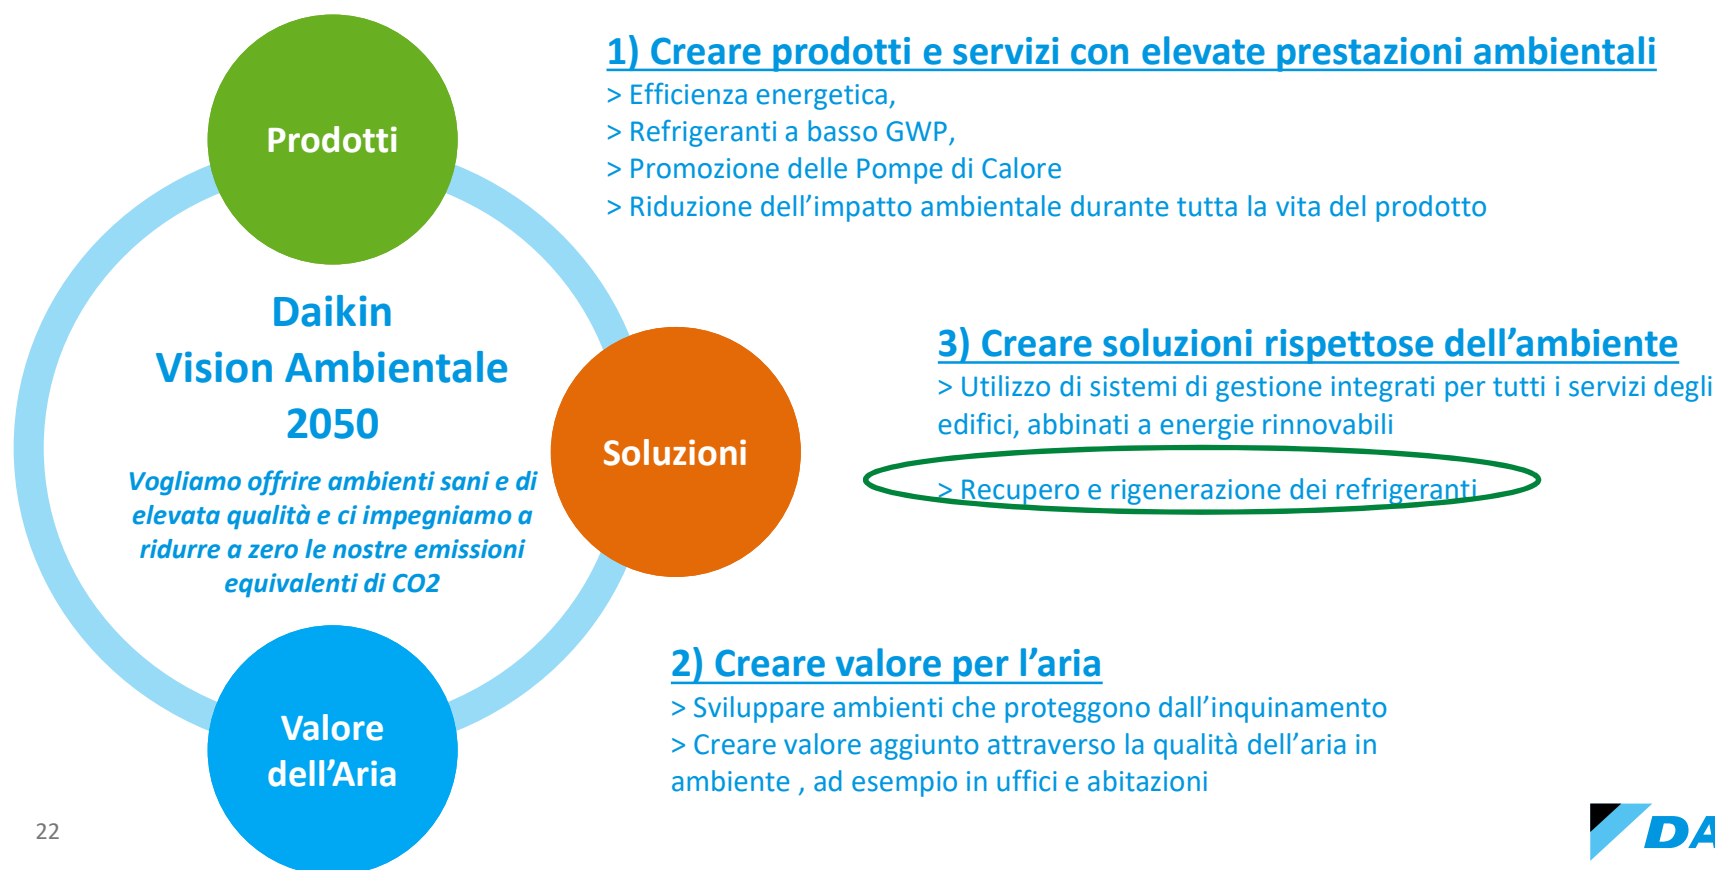 1) Creare prodotti e servizi con elevate prestazioni ambientali
> Efficienza energetica,
> Refrigeranti a basso GWP,
> Promozione delle Pompe di Calore
> Riduzione dell’impatto ambientale durante tutta la vita del prodotto
Prodotti
Daikin
Vision Ambientale
2050
Vogliamo offrire ambienti sani e di
elevata qualità e ci impegniamo a
ridurre a zero le nostre emissioni
equivalenti di CO2
Soluzioni
3) Creare soluzioni rispettose dell’ambiente
> Utilizzo di sistemi di gestione integrati per tutti i servizi degli
edifici, abbinati a energie rinnovabili
> Recupero e rigenerazione dei refrigeranti
Valore
dell’Aria
2) Creare valore per l’aria
> Sviluppare ambienti che proteggono dall’inquinamento
> Creare valore aggiunto attraverso la qualità dell’aria in
ambiente , ad esempio in uffici e abitazioni
22
DA